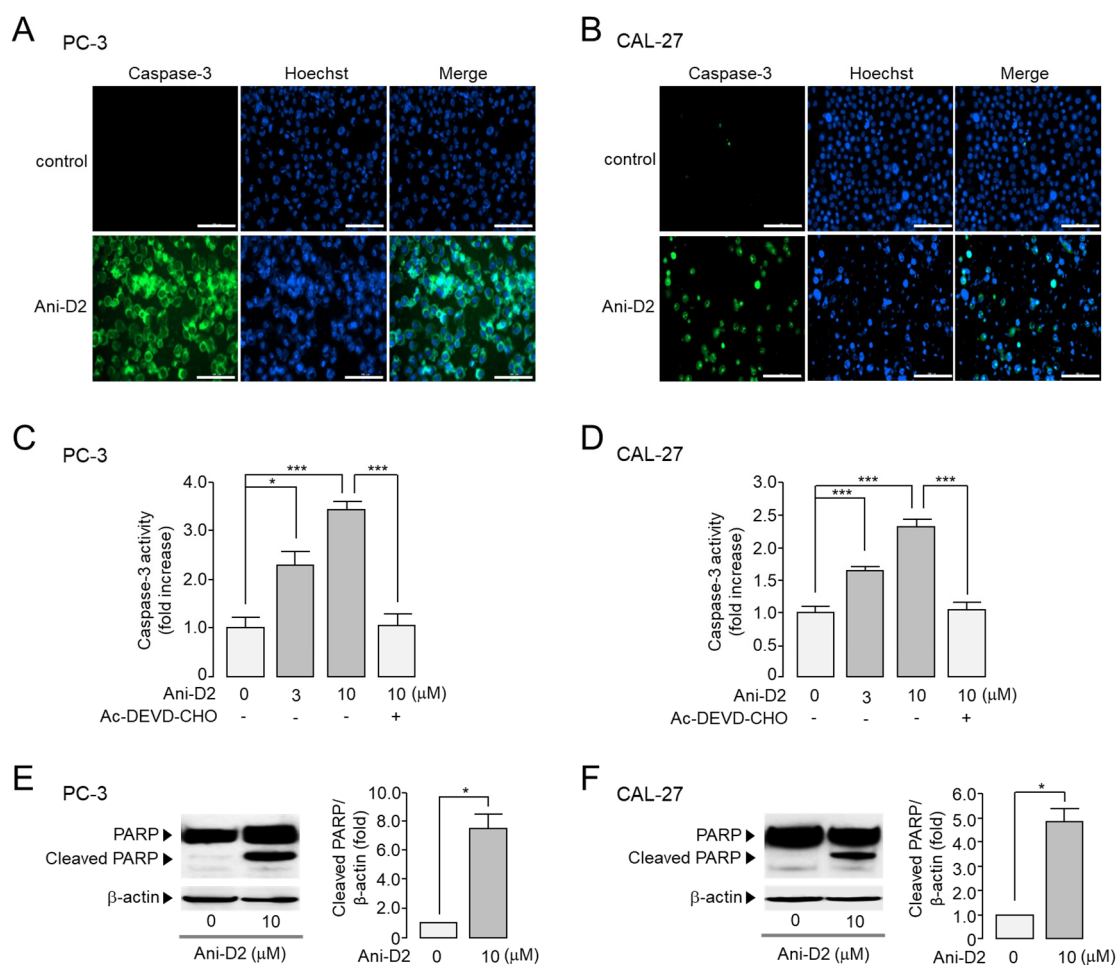 A
PC-3
Caspase-3 Hoechst Merge
control
Ani-D2
B
CAL-27
Caspase-3 Hoechst Merge
control
Ani-D2
C
PC-3
Caspase-3 activity
(fold increase)
4.0
3.0
2.0
1.0
0
*
***
***
Ani-D2 0 3 10 10 (μM)
Ac-DEVD-CHO - - - +
D
CAL-27
Caspase-3 activity
(fold increase)
3.0
2.5
2.0
1.5
1.0
0.5
0
***
***
***
Ani-D2 0 3 10 10 (μM)
Ac-DEVD-CHO - - - +
E
PC-3
PARP
Cleaved PARP
β-actin
0 10
Ani-D2 (μM)
Cleaved PARP/
β-actin (fold)
10.0
8.0
6.0
4.0
2.0
0
*
Ani-D2 0 10 (μM)
F
CAL-27
PARP
Cleaved PARP
β-actin
0 10
Ani-D2 (μM)
Cleaved PARP/
β-actin (fold)
6.0
5.0
4.0
3.0
2.0
1.0
0
*
Ani-D2 0 10 (μM)